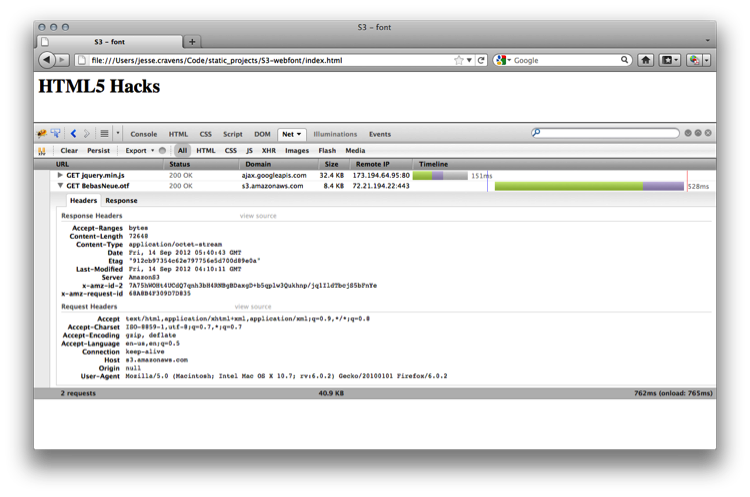 S3 - font
S3 - font
file:///Users/jesse.cravens/Code/static_projects/S3-webfont/index.html
Google
HTML5 Hacks
Console HTML CSS Script DOM Net Illuminations Events
Clear Persist Export All HTML CSS JS XHR Images Flash Media
URL Status Domain Size Remote IP Timeline
GET jquery.min.js 200 OK ajax.googleapis.com 32.4 KB 173.194.64.95:80 151ms
GET BebasNeue.otf 200 OK s3.amazonaws.com 8.4 KB 72.21.194.22:443 528ms
Headers Response
Response Headers view source
Accept-Ranges bytes
Content-Length 72648
Content-Type application/octet-stream
Date Fri, 14 Sep 2012 05:40:43 GMT
Etag "912cb97354c62e797756e5d700d89e0a"
Last-Modified Fri, 14 Sep 2012 04:10:11 GMT
Server AmazonS3
x-amz-id-2
x-amz-request-id 68A8B4F309D7D835
Request Headers view source
Accept text/html,application/xhtml+xml,application/xml;q=0.9,*/*;q=0.8
Accept-Charset ISO-8859-1,utf-8;q=0.7,*;q=0.7
Accept-Encoding gzip, deflate
Accept-Language en-us,en;q=0.5
Connection keep-alive
Host s3.amazonaws.com
Origin null
User-Agent Mozilla/5.0 (Macintosh; Intel Mac OS X 10.7; rv:6.0.2) Gecko/20100101 Firefox/6.0.2
2 requests 40.9 KB 762ms (onload: 765ms)